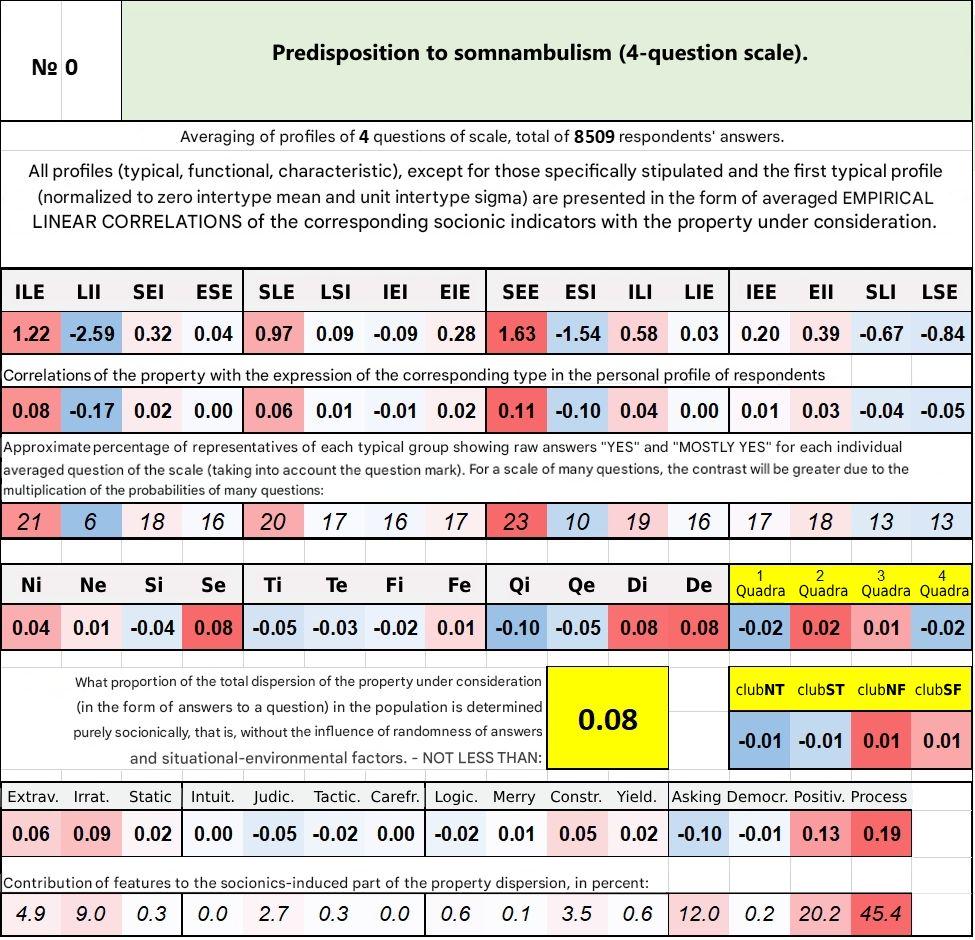 № 0
Predisposition to somnambulism (4-question scale).
Averaging of profiles of 4 questions of scale, total of 8509 respondents' answers.
All profiles (typical, functional, characteristic), except for those specifically stipulated and the first typical profile
(normalized to zero intertype mean and unit intertype sigma) are presented in the form of averaged EMPIRICAL
LINEAR CORRELATIONS of the corresponding socionic indicators with the property under consideration.
ILE LII SEI ESE SLE LSI IEI EIE SEE ESI ILI LIE IEE EII SLI LSE
1.22 -2.59 0.32 0.04 0.97 0.09 -0.09 0.28 1.63 -1.54 0.58 0.03 0.20 0.39 -0.67 -0.84
Correlations of the property with the expression of the corresponding type in the personal profile of respondents
0.08 -0.17 0.02 0.00 0.06 0.01 -0.01 0.02 0.11 -0.10 0.04 0.00 0.01 0.03 -0.04 -0.05
Approximate percentage of representatives of each typical group showing raw answers "YES" and "MOSTLY YES" for each individual
averaged question of the scale (taking into account the question mark). For a scale of many questions, the contrast will be greater due to the
multiplication of the probabilities of many questions:
21 6 18 16 20 17 16 17 23 10 19 16 17 18 13 13
Ni Ne Si Se Ti Te Fi Fe Qi Qe Di De 1 Quadra 2 Quadra 3 Quadra 4 Quadra
0.04 0.01 -0.04 0.08 -0.05 -0.03 -0.02 0.01 -0.10 -0.05 0.08 0.08 -0.02 0.02 0.01 -0.02
What proportion of the total dispersion of the property under consideration
(in the form of answers to a question) in the population is determined
purely socionically, that is, without the influence of randomness of answers
and situational-environmental factors. - NOT LESS THAN:
0.08
clubNT clubST clubNF clubSF
-0.01 -0.01 0.01 0.01
Extrav. Irrat. Static Intuit. Judic. Tactic. Carefr. Logic. Merry Constr. Yield. Asking Democr. Positiv. Process
0.06 0.09 0.02 0.00 -0.05 -0.02 0.00 -0.02 0.01 0.05 0.02 -0.10 -0.01 0.13 0.19
Contribution of features to the socionics-induced part of the property dispersion, in percent:
4.9 9.0 0.3 0.0 2.7 0.3 0.0 0.6 0.1 3.5 0.6 12.0 0.2 20.2 45.4